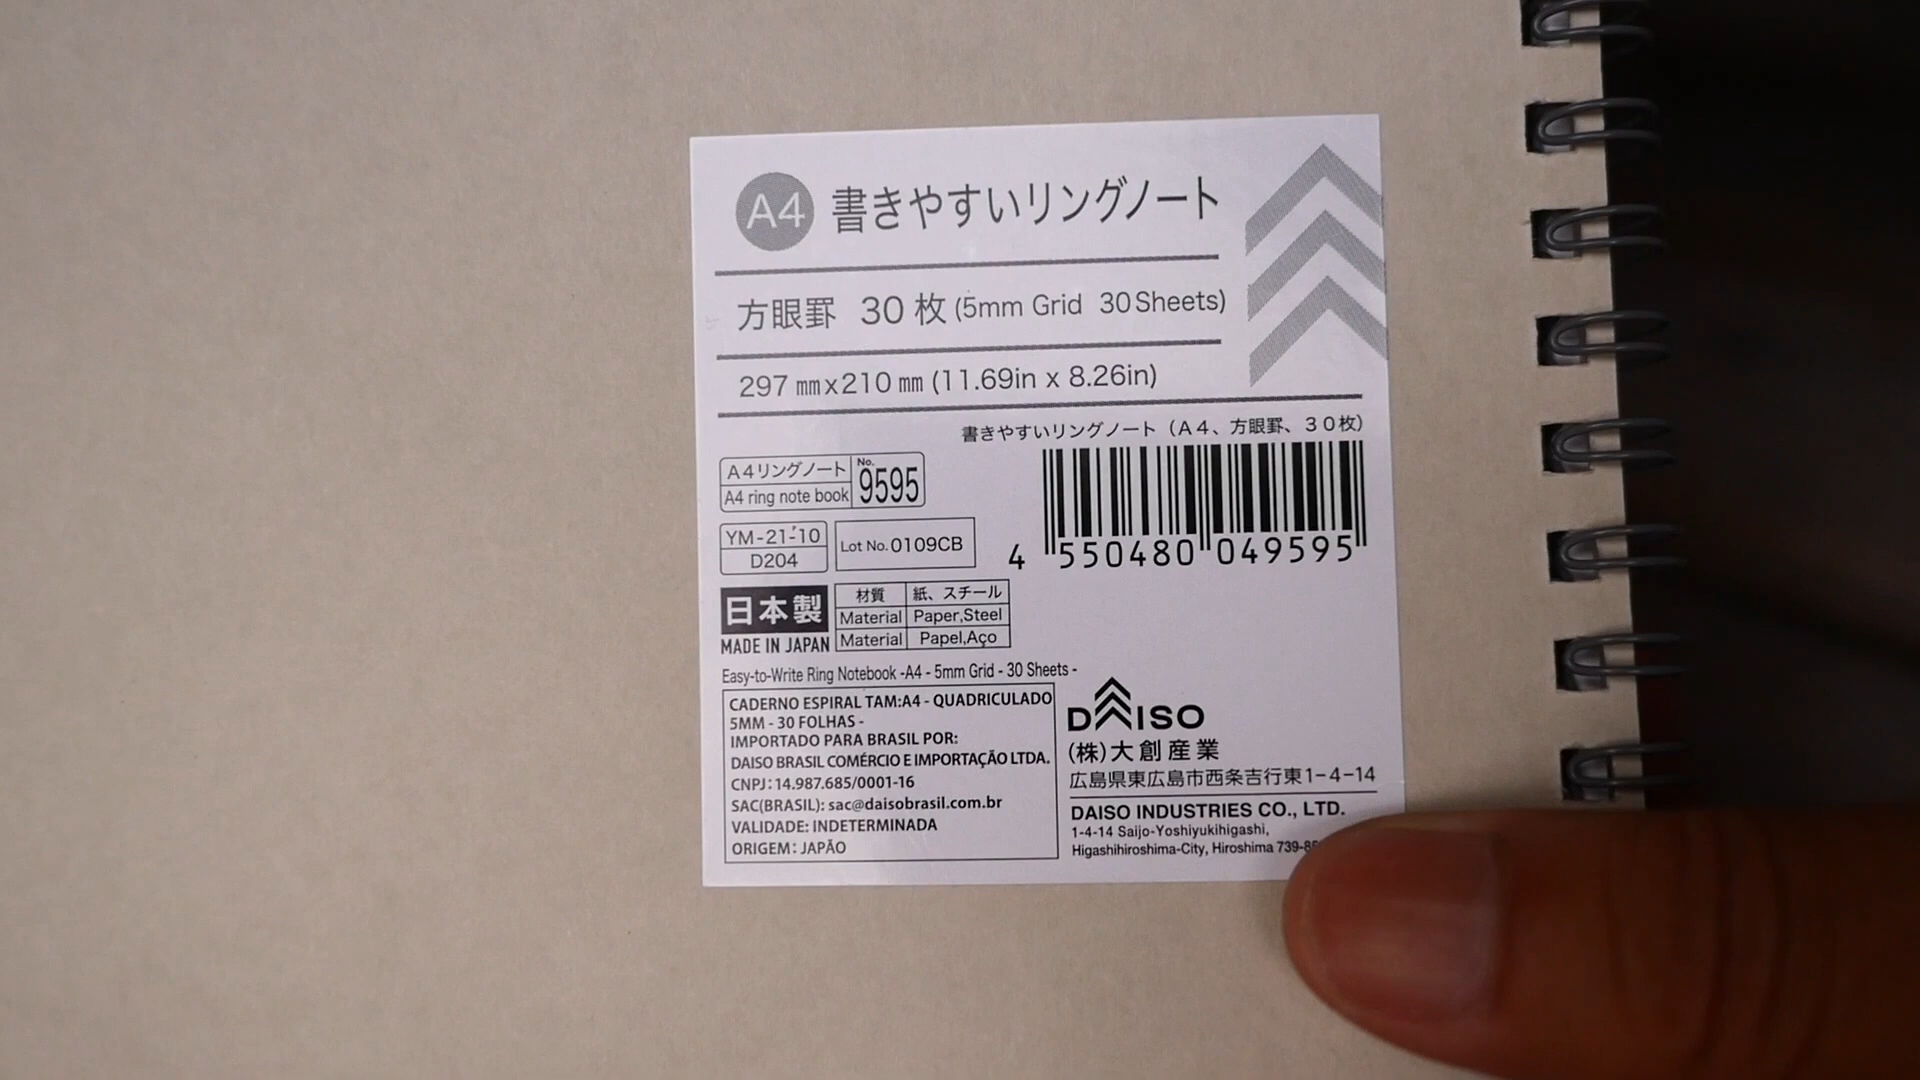 A4 書きやすいリングノート
方眼罫 30枚 (5mm Grid 30Sheets)
297mmx210mm (11.69in x 8.26in)
書きやすいリングノート（A4、方眼罫、30枚）
A4リングノート
A4 ring note book
No. 9595
4 550480 049595
YM-21-10
D204
Lot No. 0109CB
日本製
MADE IN JAPAN
材質 紙、スチール
Material Paper,Steel
Material Papel,Aço
Easy-to-Write Ring Notebook -A4 - 5mm Grid - 30 Sheets -
CADERNO ESPIRAL TAM:A4 - QUADRICULADO
5MM - 30 FOLHAS -
IMPORTADO PARA BRASIL POR:
DAISO BRASIL COMÉRCIO E IMPORTAÇÃO LTDA.
CNPJ: 14.987.685/0001-16
SAC(BRASIL): sac@daisobrasil.com.br
VALIDADE: INDETERMINADA
ORIGEM: JAPÃO
DAISO
(株)大創産業
広島県東広島市西条吉行東1-4-14
DAISO INDUSTRIES CO., LTD.
1-4-14 Saijo-Yoshiyukihigashi,
Higashihiroshima-City, Hiroshima